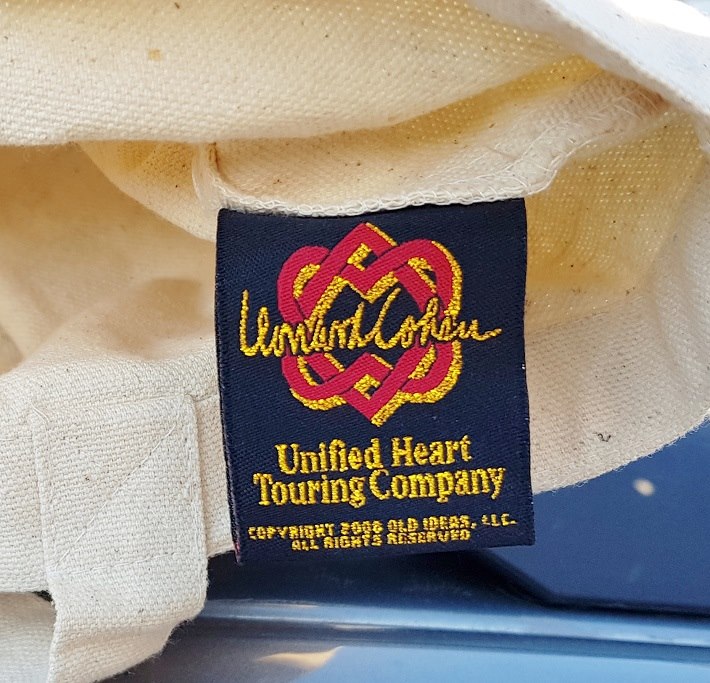 Leonard Cohen
Unified Heart
Touring Company
COPYRIGHT 2008 OLD IDEAS, LLC.
ALL RIGHTS RESERVED